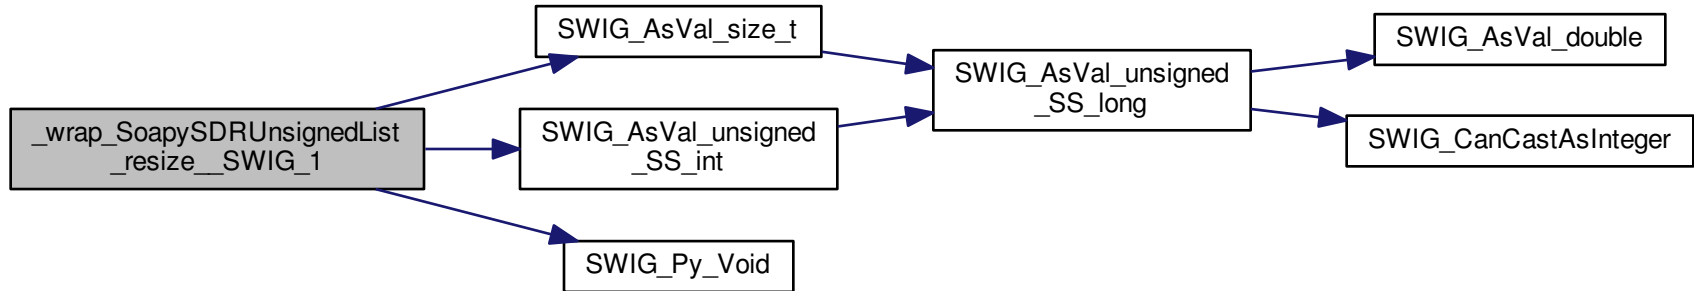 _wrap_SoapySDRUnsignedList
_resize__SWIG_1
SWIG_AsVal_size_t
SWIG_AsVal_unsigned
_SS_int
SWIG_Py_Void
SWIG_AsVal_unsigned
_SS_long
SWIG_AsVal_double
SWIG_CanCastAsInteger